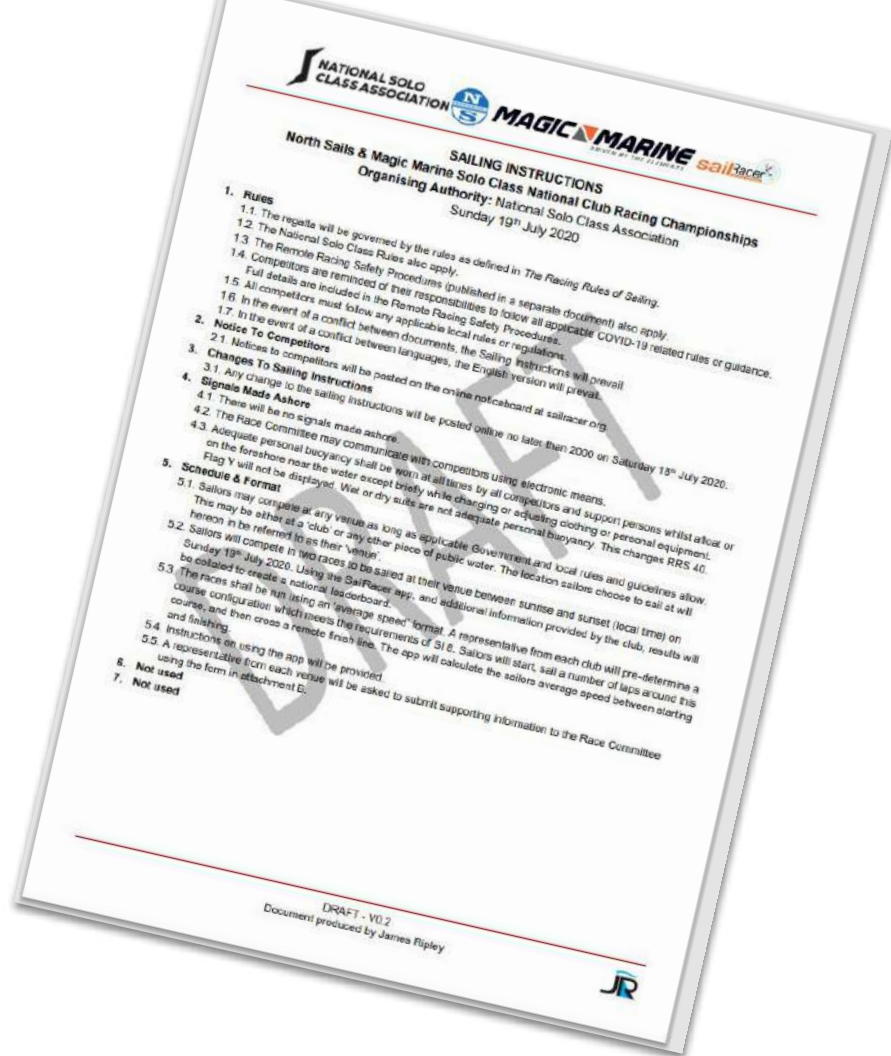 NATIONAL SOLO
CLASS ASSOCIATION
N
S
MAGIC MARINE
DRIVEN BY THE ELEMENTS
sailRacer
SAILING INSTRUCTIONS
North Sails & Magic Marine Solo Class National Club Racing Championships
Organising Authority: National Solo Class Association
Sunday 19th July 2020
1. Rules
1.1. The regatta will be governed by the rules as defined in The Racing Rules of Sailing.
1.2. The National Solo Class Rules also apply.
1.3. The Remote Racing Safety Procedures (published in a separate document) also apply.
1.4. Competitors are reminded of their responsibilities to follow all applicable COVID-19 related rules or guidance.
Full details are included in the Remote Racing Safety Procedures.
1.5. All competitors must follow any applicable local rules or regulations.
1.6. In the event of a conflict between documents, the Sailing Instructions will prevail.
1.7. In the event of a conflict between languages, the English version will prevail.
2. Notice To Competitors
2.1. Notices to competitors will be posted on the online noticeboard at sailracer.org.
3. Changes To Sailing Instructions
3.1. Any change to the sailing instructions will be posted online no later than 2000 on Saturday 18th July 2020.
4. Signals Made Ashore
4.1. There will be no signals made ashore.
4.2. The Race Committee may communicate with competitors using electronic means.
4.3. Adequate personal buoyancy shall be worn at all times by all competitors and support persons whilst afloat or
on the foreshore near the water except briefly while changing or adjusting clothing or personal equipment.
Flag Y will not be displayed. Wet or dry suits are not adequate personal buoyancy. This changes RRS 40.
5. Schedule & Format
5.1. Sailors may compete at any venue as long as applicable Government and local rules and guidelines allow.
This may be either at a 'club' or any other piece of public water. The location sailors choose to sail at will
hereon in be referred to as their 'venue'.
5.2. Sailors will compete in two races, to be sailed at their venue between sunrise and sunset (local time) on
Sunday 19th July 2020. Using the SailRacer app, and additional information provided by the club, results will
be collated to create a national leaderboard.
5.3. The races shall be run using an 'average speed' format. A representative from each club will pre-determine a
course configuration which meets the requirements of SI 8. Sailors will start, sail a number of laps around this
course, and then cross a remote finish line. The app will calculate the sailors average speed between starting
and finishing.
5.4. Instructions on using the app will be provided.
5.5. A representative from each venue will be asked to submit supporting information to the Race Committee
using the form in attachment B.
6. Not used
7. Not used
DRAFT
DRAFT - V0.2
Document produced by James Ripley
JR